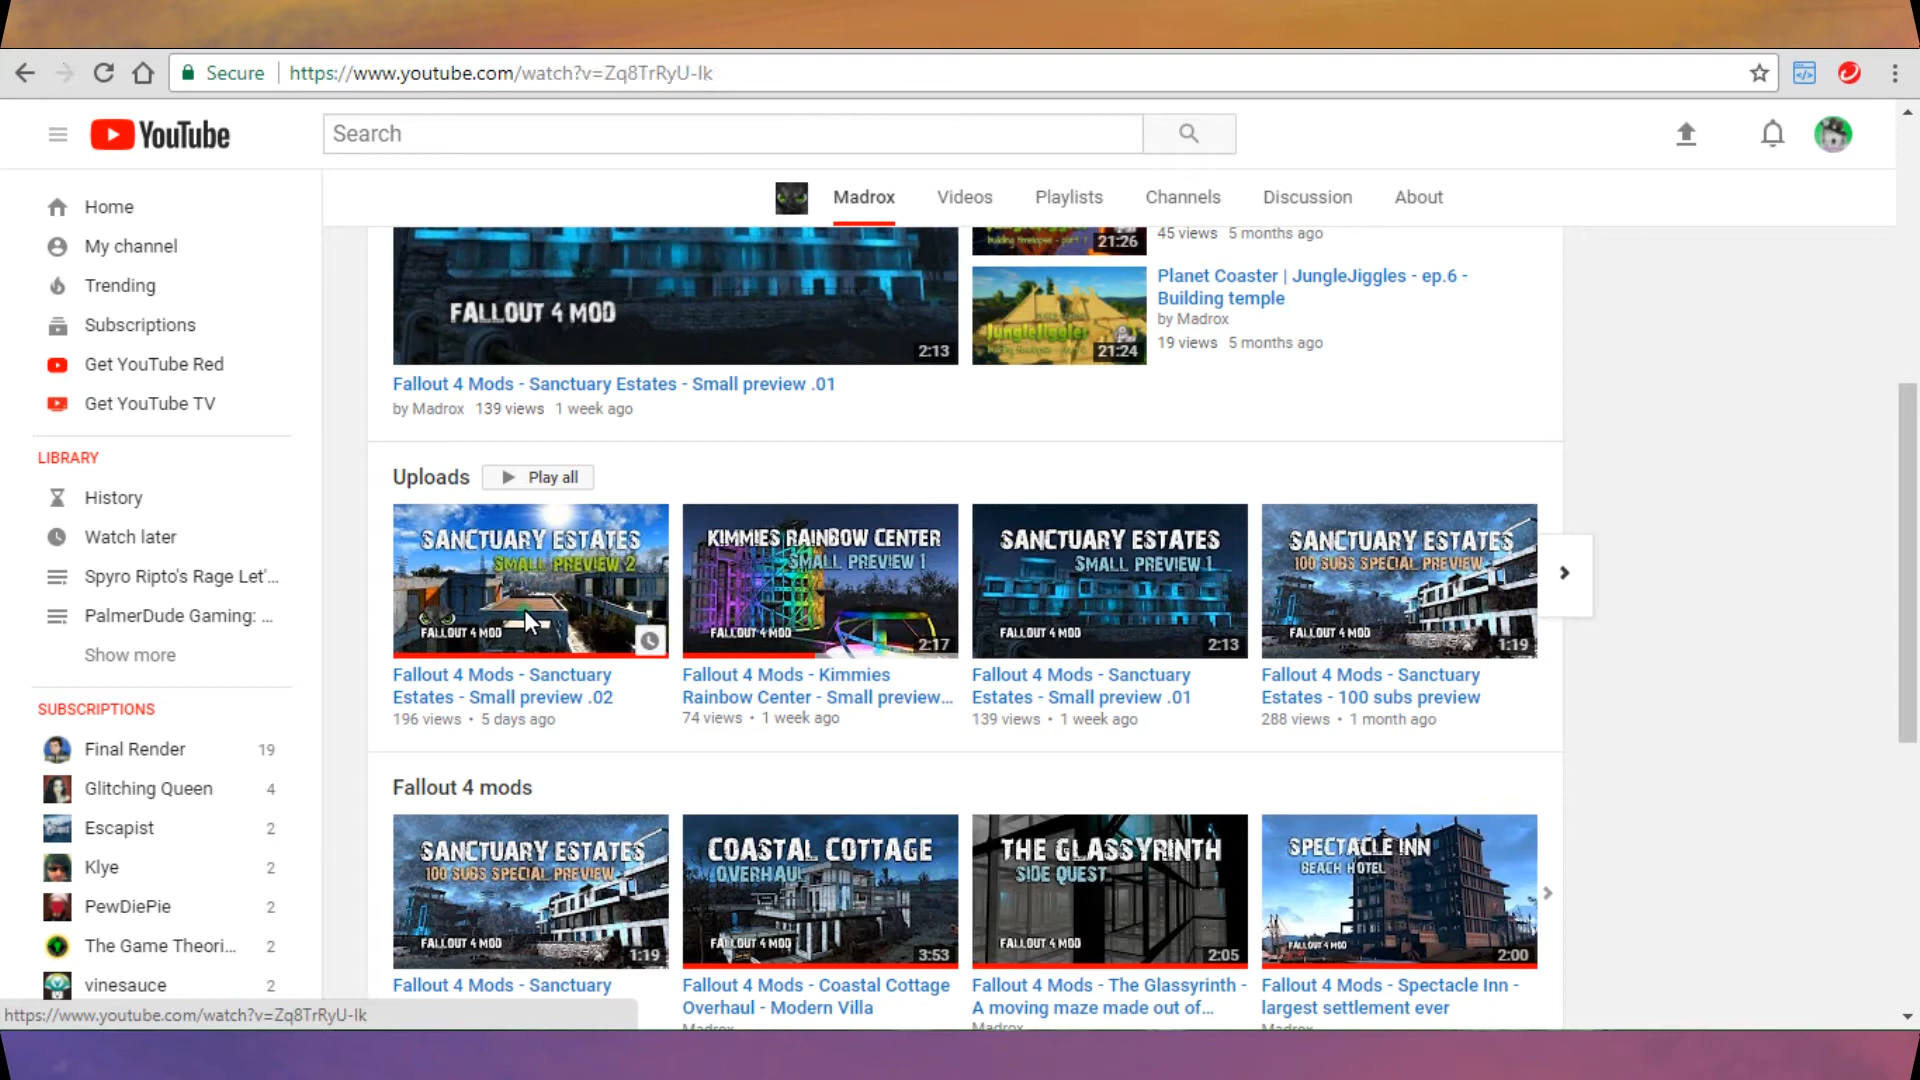 Secure
https://www.youtube.com/watch?v=Zq8TrRyU-Ik
YouTube
Search
Madrox
Videos
Playlists
Channels
Discussion
About
Home
My channel
Trending
Subscriptions
Get YouTube Red
Get YouTube TV
LIBRARY
History
Watch later
Spyro Ripto's Rage Let'...
PalmerDude Gaming: ...
Show more
SUBSCRIPTIONS
Final Render 19
Glitching Queen 4
Escapist 2
Klye 2
PewDiePie 2
The Game Theori... 2
vinesauce 2
FALLOUT 4 MOD
2:13
Fallout 4 Mods - Sanctuary Estates - Small preview .01
by Madrox 139 views 1 week ago
building timelapse - part 1
21:26
45 views 5 months ago
JungleJiggles
21:24
Planet Coaster | JungleJiggles - ep.6 -
Building temple
by Madrox
19 views 5 months ago
Uploads
Play all
SANCTUARY ESTATES
SMALL PREVIEW 2
FALLOUT 4 MOD
Fallout 4 Mods - Sanctuary
Estates - Small preview .02
196 views • 5 days ago
KIMMIES RAINBOW CENTER
SMALL PREVIEW 1
FALLOUT 4 MOD
2:17
Fallout 4 Mods - Kimmies
Rainbow Center - Small preview...
74 views • 1 week ago
SANCTUARY ESTATES
SMALL PREVIEW 1
FALLOUT 4 MOD
2:13
Fallout 4 Mods - Sanctuary
Estates - Small preview .01
139 views • 1 week ago
SANCTUARY ESTATES
100 SUBS SPECIAL PREVIEW
FALLOUT 4 MOD
1:19
Fallout 4 Mods - Sanctuary
Estates - 100 subs preview
288 views • 1 month ago
Fallout 4 mods
SANCTUARY ESTATES
100 SUBS SPECIAL PREVIEW
FALLOUT 4 MOD
1:19
Fallout 4 Mods - Sanctuary
COASTAL COTTAGE
OVERHAUL
FALLOUT 4 MOD
3:53
Fallout 4 Mods - Coastal Cottage
Overhaul - Modern Villa
Madrox
THE GLASSYRINTH
SIDE QUEST
FALLOUT 4 MOD
2:05
Fallout 4 Mods - The Glassyrinth -
A moving maze made out of...
Madrox
SPECTACLE INN
BEACH HOTEL
FALLOUT 4 MOD
2:00
Fallout 4 Mods - Spectacle Inn -
largest settlement ever
Madrox
https://www.youtube.com/watch?v=Zq8TrRyU-Ik